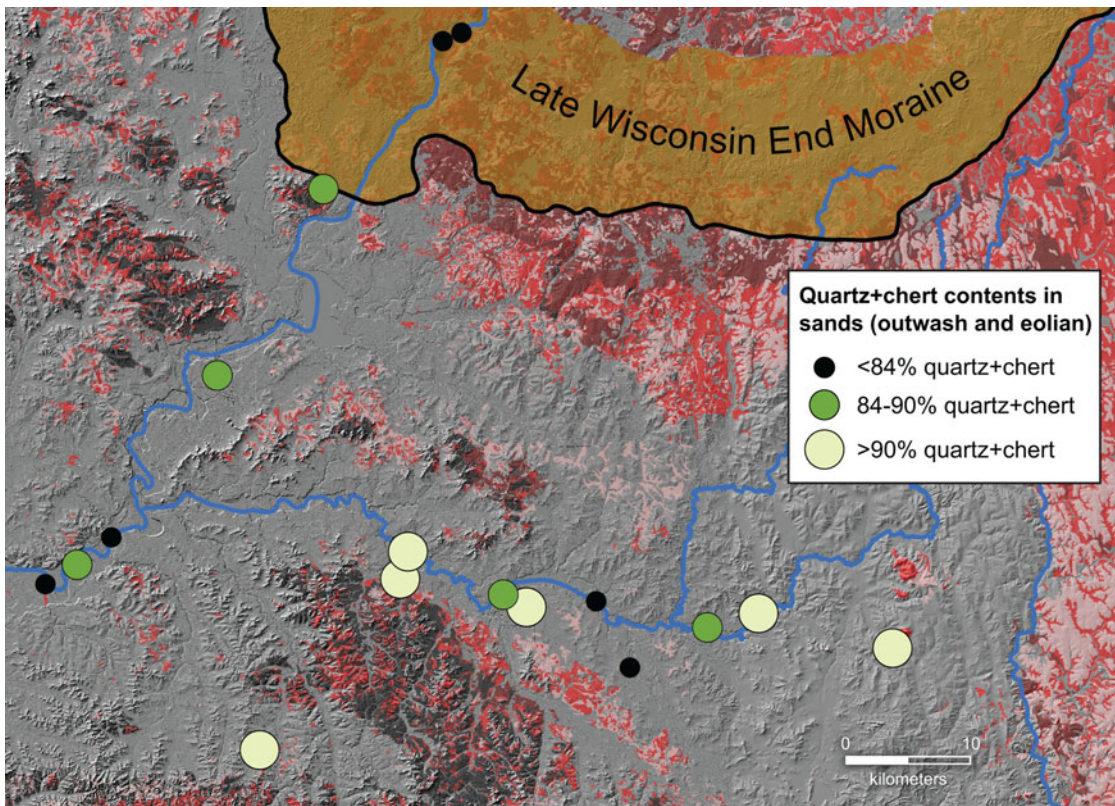 Late Wisconsin End Moraine
Quartz+chert contents in
sands (outwash and eolian)
<84% quartz+chert
84-90% quartz+chert
>90% quartz+chert
0 10
kilometers